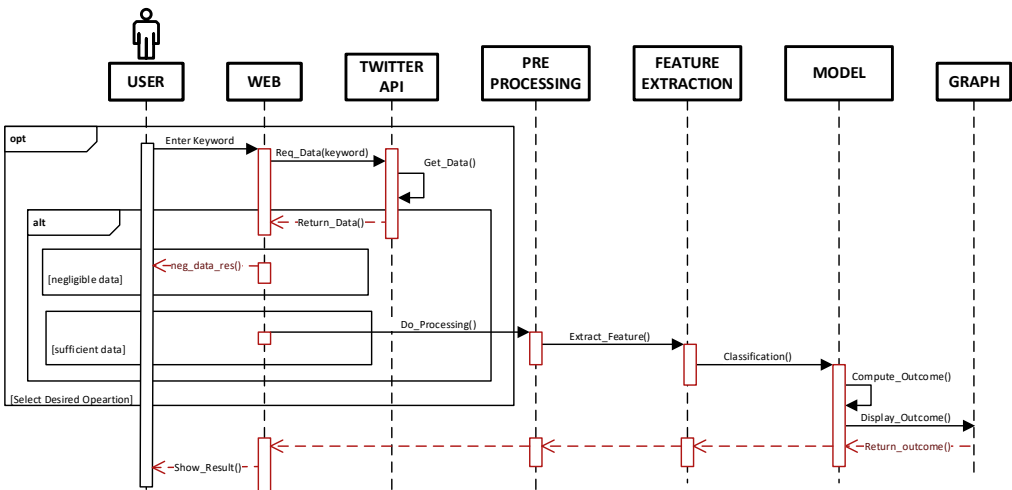 USER
WEB
TWITTER
API
PRE
PROCESSING
FEATURE
EXTRACTION
MODEL
GRAPH
opt
Enter Keyword
Req_Data(keyword)
Get_Data()
Return_Data()
alt
neg_data_res()
[negligible data]
Do_Processing()
Extract_Feature()
[sufficient data]
Classification()
Compute_Outcome()
[Select Desired Opeartion]
Display_Outcome()
Return_outcome()
Show_Result()